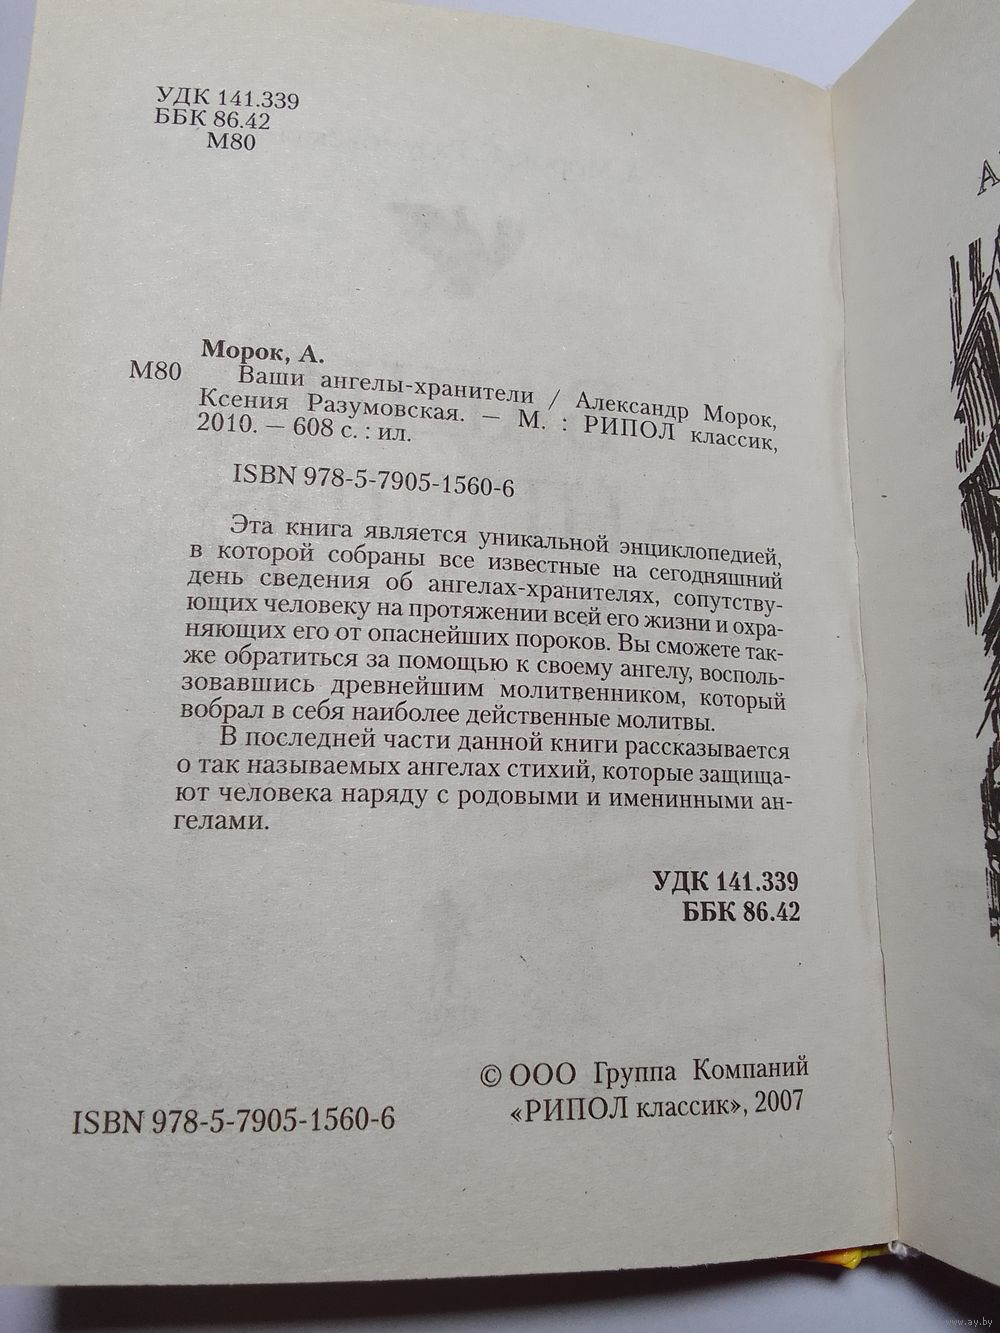 УДК 141.339
ББК 86.42
М80
Морок, А.
М80 Ваши ангелы-хранители / Александр Морок,
Ксения Разумовская. — М. : РИПОЛ классик,
2010. — 608 с. : ил.
ISBN 978-5-7905-1560-6
Эта книга является уникальной энциклопедией,
в которой собраны все известные на сегодняшний
день сведения об ангелах-хранителях, сопутству-
ющих человеку на протяжении всей его жизни и охра-
няющих его от опаснейших пороков. Вы сможете так-
же обратиться за помощью к своему ангелу, восполь-
зовавшись древнейшим молитвенником, который
вобрал в себя наиболее действенные молитвы.
В последней части данной книги рассказывается
о так называемых ангелах стихий, которые защища-
ют человека наряду с родовыми и именинными ан-
гелами.
УДК 141.339
ББК 86.42
© ООО Группа Компаний
«РИПОЛ классик», 2007
ISBN 978-5-7905-1560-6
А
www.ay.by